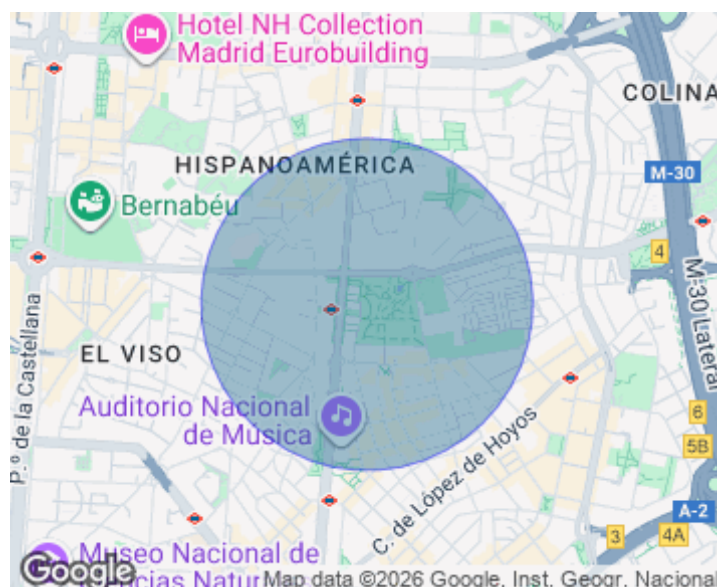 Hotel NH Collection
Madrid Eurobuilding
COLINA
HISPANOAMÉRICA
M-30
Bernabéu
4
M-30 Lateral
EL VISO
P.º de la Castellana
Auditorio Nacional
de Música
C. de López de Hoyos
6
5B
A-2
3
4A
Museo Nacional de
Google
Map data ©2026 Google, Inst. Geogr. Nacional